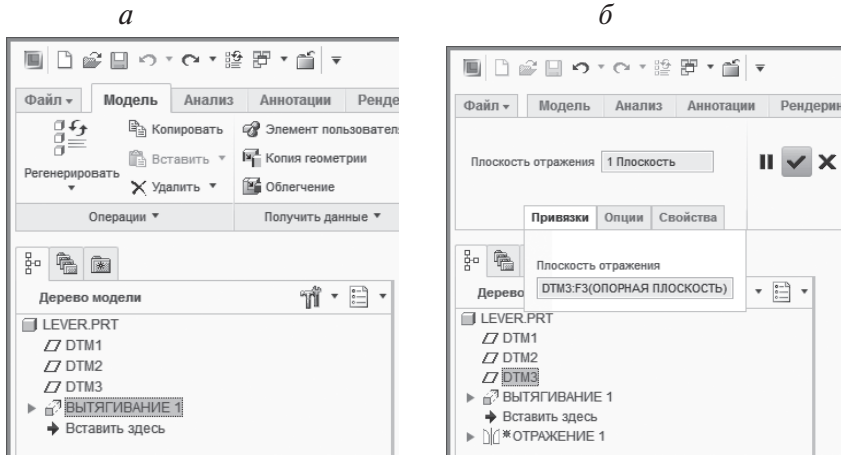 а
Файл Модель Анализ Аннотации Ренде
Копировать Элемент пользовател
Вставить Копия геометрии
Регенерировать
Удалить Облегчение
Операции Получить данные
Дерево модели
LEVER.PRT
DTM1
DTM2
DTM3
ВЫТЯГИВАНИЕ 1
Вставить здесь
б
Файл Модель Анализ Аннотации Рендерин
Плоскость отражения 1 Плоскость
Привязки Опции Свойства
Плоскость отражения
Дерево DTM3:F3(ОПОРНАЯ ПЛОСКОСТЬ)
LEVER.PRT
DTM1
DTM2
DTM3
ВЫТЯГИВАНИЕ 1
Вставить здесь
*ОТРАЖЕНИЕ 1